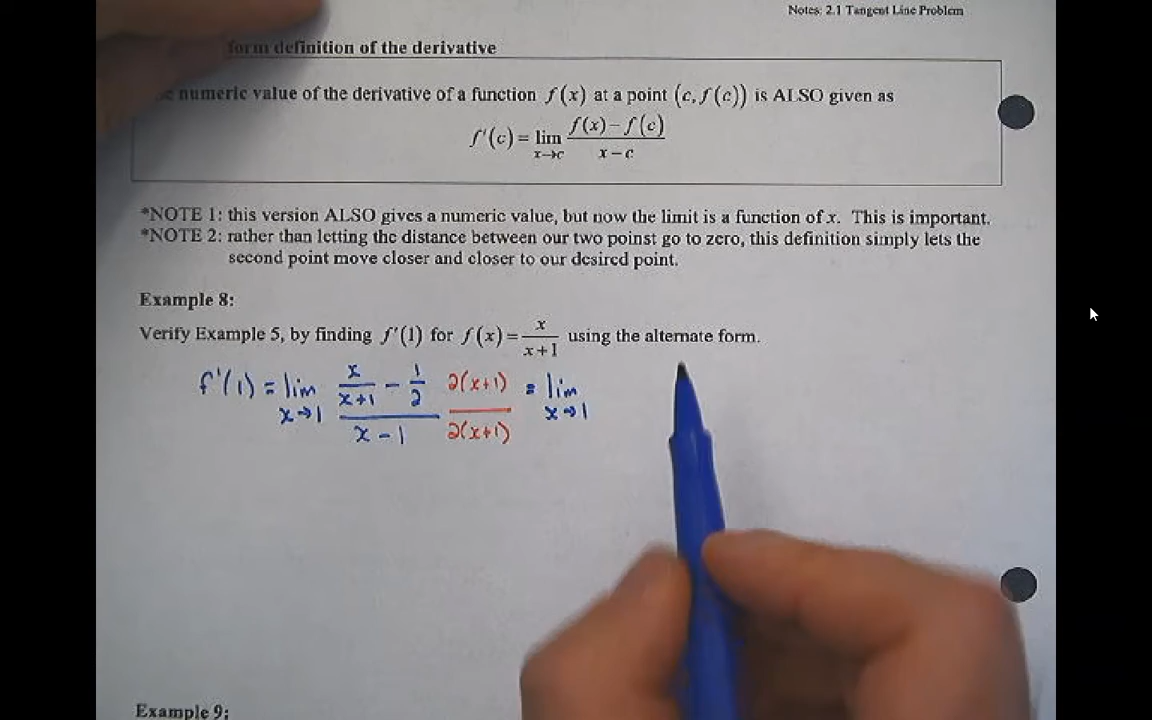 Notes: 2.1 Tangent Line Problem
form definition of the derivative
numeric value of the derivative of a function f(x) at a point (c, f(c)) is ALSO given as
f'(c) = lim x→c (f(x) − f(c))/(x − c)
*NOTE 1: this version ALSO gives a numeric value, but now the limit is a function of x. This is important.
*NOTE 2: rather than letting the distance between our two poinst go to zero, this definition simply lets the
second point move closer and closer to our desired point.
Example 8:
Verify Example 5, by finding f'(1) for f(x) = x/(x+1) using the alternate form.
f'(1) = lim x→1 (x/(x+1) − 1/2)/(x − 1) 2(x+1)/2(x+1) = lim x→1
Example 9: